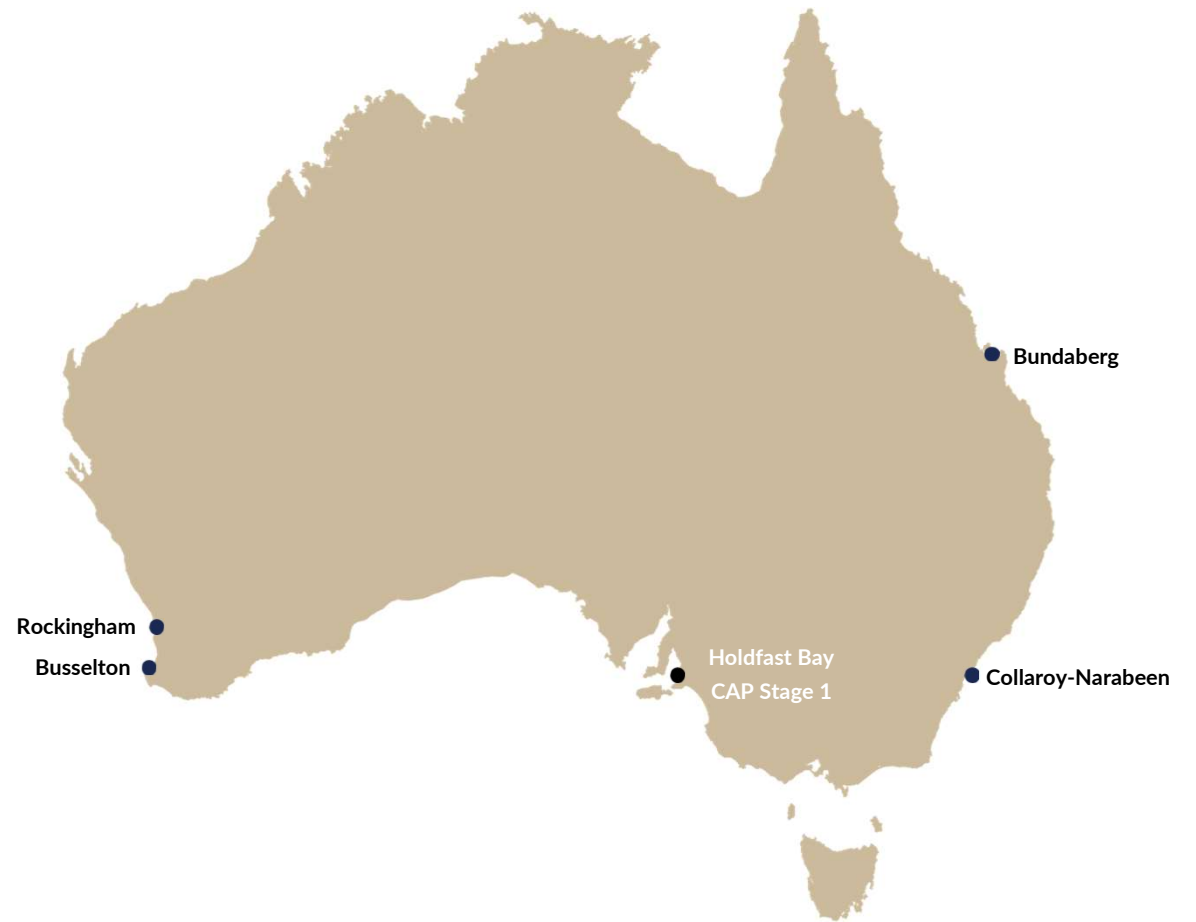 Bundaberg
Rockingham
Busselton
Holdfast Bay
CAP Stage 1
Collaroy-Narabeen